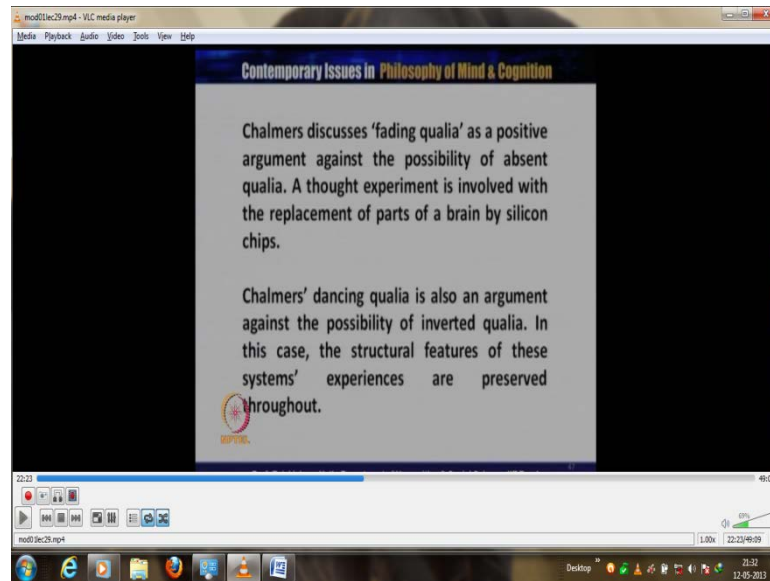 mod01lec29.mp4 - VLC media player
Media Playback Audio Video Tools View Help
Contemporary Issues in Philosophy of Mind & Cognition
Chalmers discusses 'fading qualia' as a positive
argument against the possibility of absent
qualia. A thought experiment is involved with
the replacement of parts of a brain by silicon
chips.
Chalmers' dancing qualia is also an argument
against the possibility of inverted qualia. In
this case, the structural features of these
systems' experiences are preserved
throughout.
NPTEL
22:23
mod01lec29.mp4
1.00x 22:23/49:09
Desktop
21:32
12-05-2013